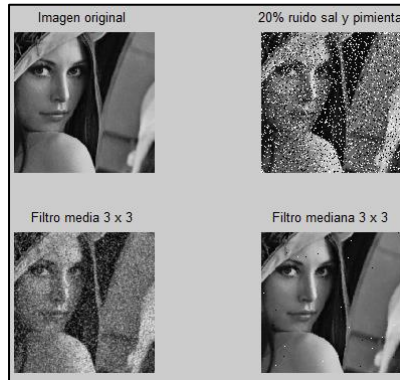 Imagen original
20% ruido sal y pimienta
Filtro media 3 x 3
Filtro mediana 3 x 3